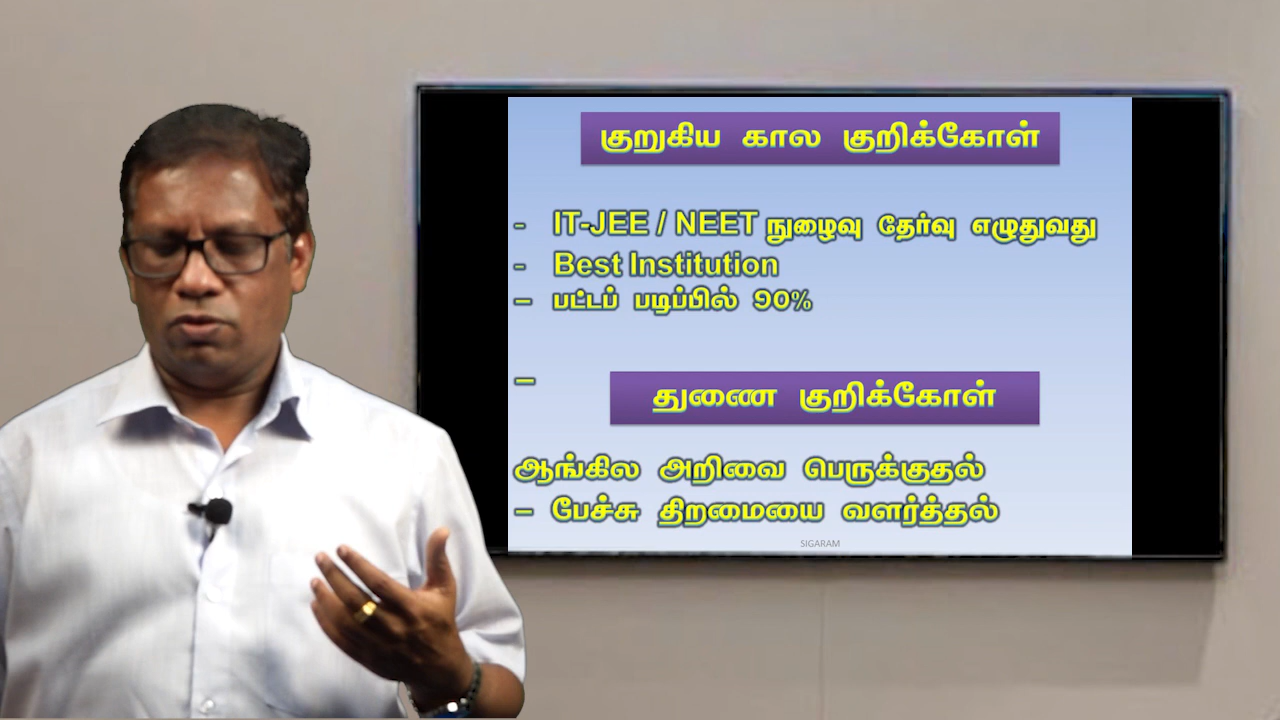 குறுகிய கால குறிக்கோள்
- IT-JEE / NEET நுழைவு தேர்வு எழுதுவது
- Best Institution
- பட்டப் படிப்பில் 90%
-
துணை குறிக்கோள்
ஆங்கில அறிவை பெருக்குதல்
- பேச்சு திறமையை வளர்த்தல்
SIGARAM